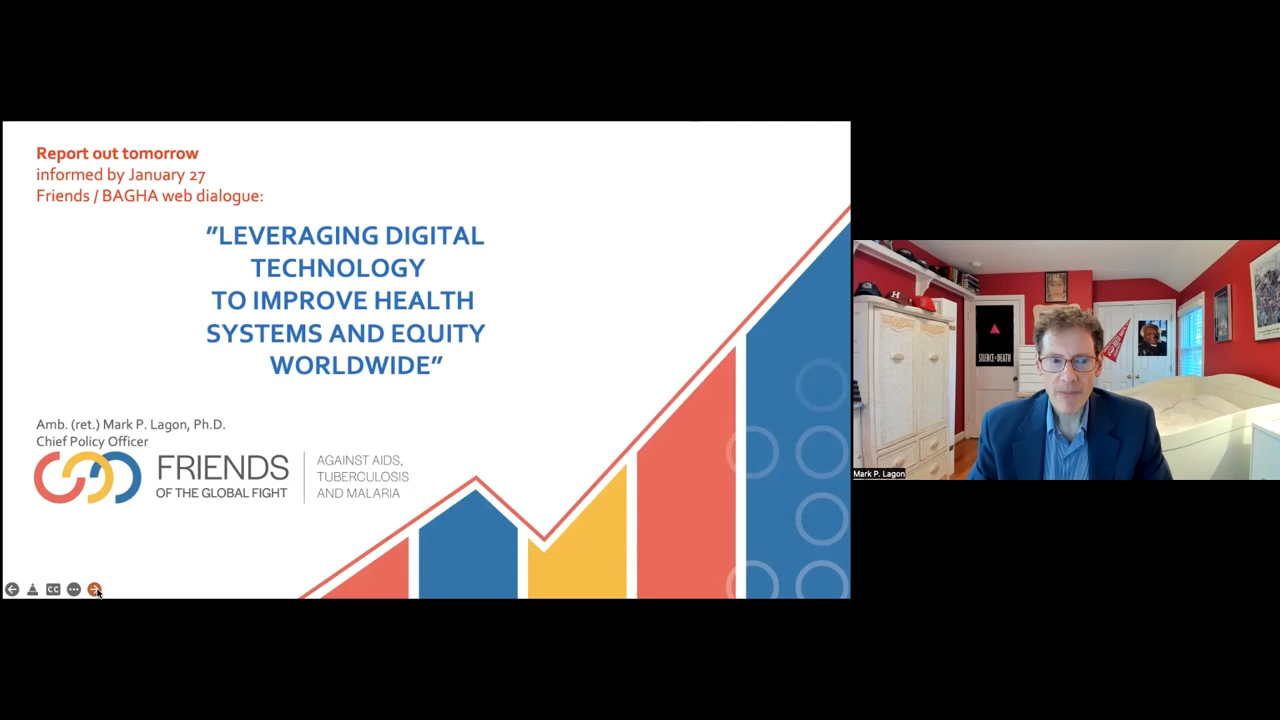 Report out tomorrow
informed by January 27
Friends / BAGHA web dialogue:
"LEVERAGING DIGITAL
TECHNOLOGY
TO IMPROVE HEALTH
SYSTEMS AND EQUITY
WORLDWIDE"
Amb. (ret.) Mark P. Lagon, Ph.D.
Chief Policy Officer
FRIENDS
OF THE GLOBAL FIGHT
AGAINST AIDS,
TUBERCULOSIS
AND MALARIA
CC
H
SILENCE=DEATH
Mark P. Lagon